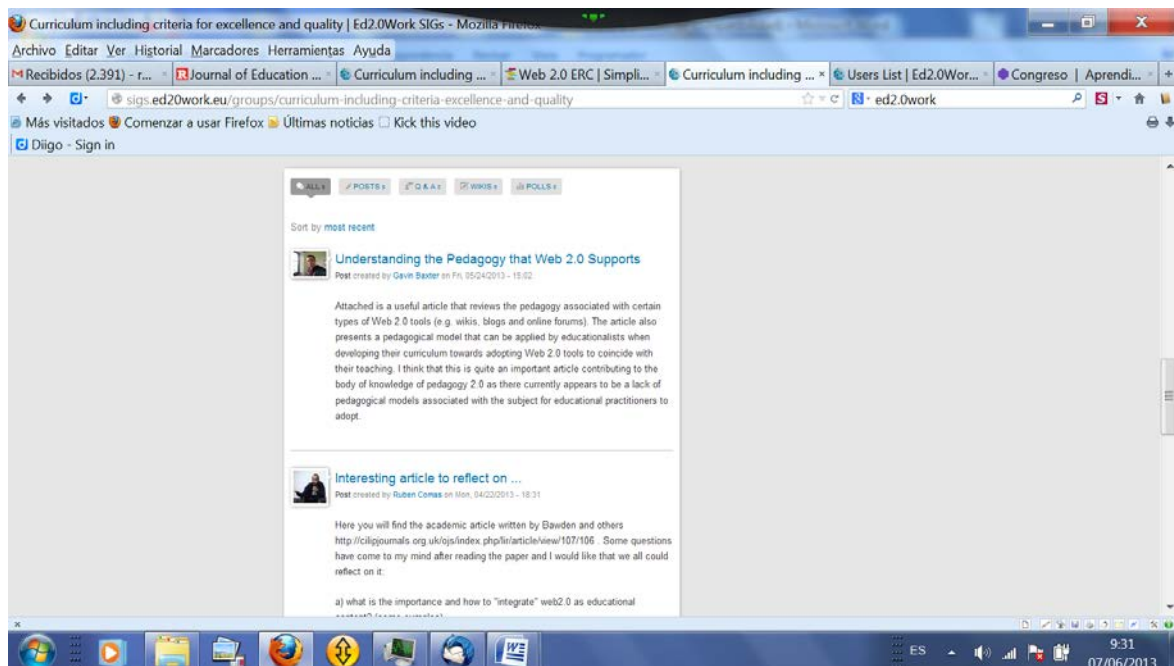 Curriculum including criteria for excellence and quality | Ed2.0Work SIGs - Mozilla Firefox
Archivo Editar Ver Historial Marcadores Herramientas Ayuda
Recibidos (2.391) - r... Journal of Education ... Curriculum including ... Web 2.0 ERC | Simpli... Curriculum including ... Users List | Ed2.0Wor... Congreso | Aprendi...
sigs.ed20work.eu/groups/curriculum-including-criteria-excellence-and-quality ed2.0work
Más visitados Comenzar a usar Firefox Últimas noticias Kick this video
Diigo - Sign in
ALL POSTS Q & A WIKIS POLLS
Sort by most recent
Understanding the Pedagogy that Web 2.0 Supports
Post created by Gavin Baxter on Fri, 05/24/2013 - 15:02
Attached is a useful article that reviews the pedagogy associated with certain
types of Web 2.0 tools (e.g. wikis, blogs and online forums). The article also
presents a pedagogical model that can be applied by educationalists when
developing their curriculum towards adopting Web 2.0 tools to coincide with
their teaching. I think that this is quite an important article contributing to the
body of knowledge of pedagogy 2.0 as there currently appears to be a lack of
pedagogical models associated with the subject for educational practitioners to
adopt.
Interesting article to reflect on ...
Post created by Ruben Comas on Mon, 04/22/2013 - 18:31
Here you will find the academic article written by Bawden and others
http://cilipjournals.org.uk/ojs/index.php/lir/article/view/107/106 . Some questions
have come to my mind after reading the paper and I would like that we all could
reflect on it:
a) what is the importance and how to "integrate" web2.0 as educational
ES 9:31
07/06/2013